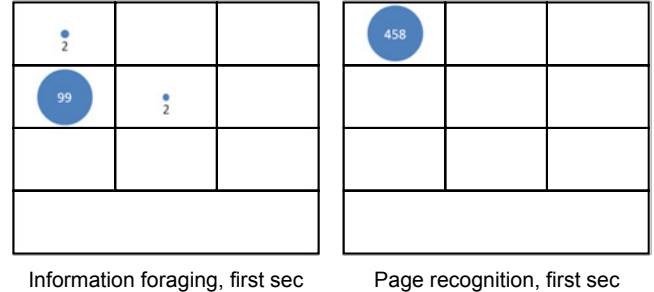 2
458
99
2
Information foraging, first sec
Page recognition, first sec